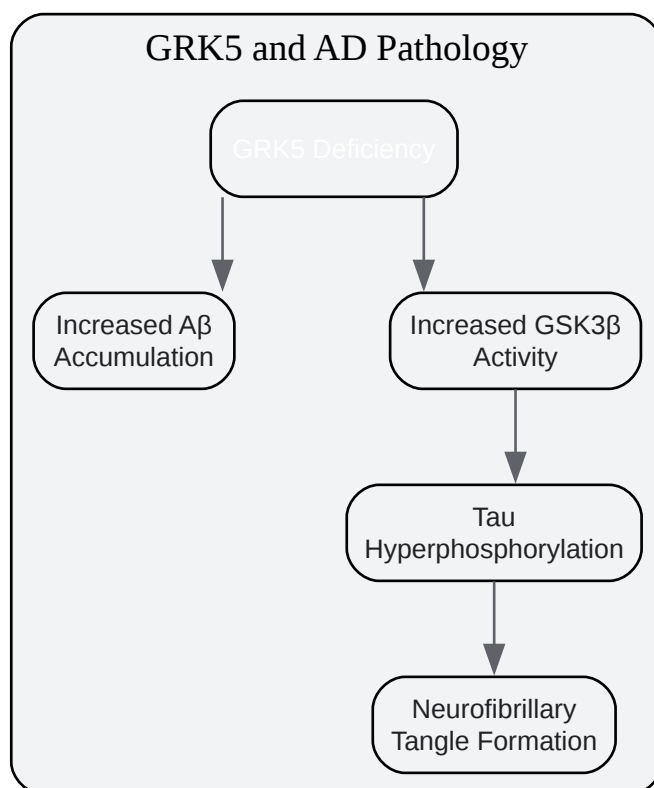 GRK5 and AD Pathology
GRK5 Deficiency
Increased Aβ
Accumulation
Increased GSK3β
Activity
Tau
Hyperphosphorylation
Neurofibrillary
Tangle Formation